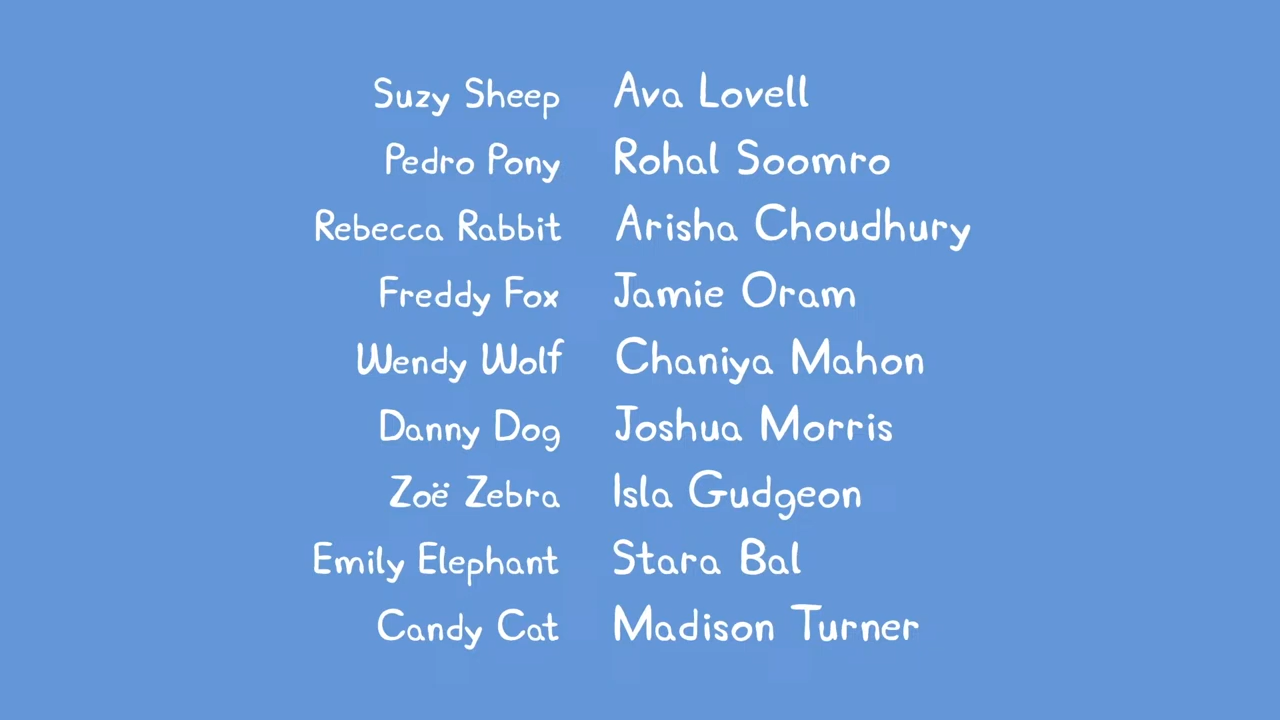 Suzy Sheep Ava Lovell
Pedro Pony Rohal Soomro
Rebecca Rabbit Arisha Choudhury
Freddy Fox Jamie Oram
Wendy Wolf Chaniya Mahon
Danny Dog Joshua Morris
Zoë Zebra Isla Gudgeon
Emily Elephant Stara Bal
Candy Cat Madison Turner